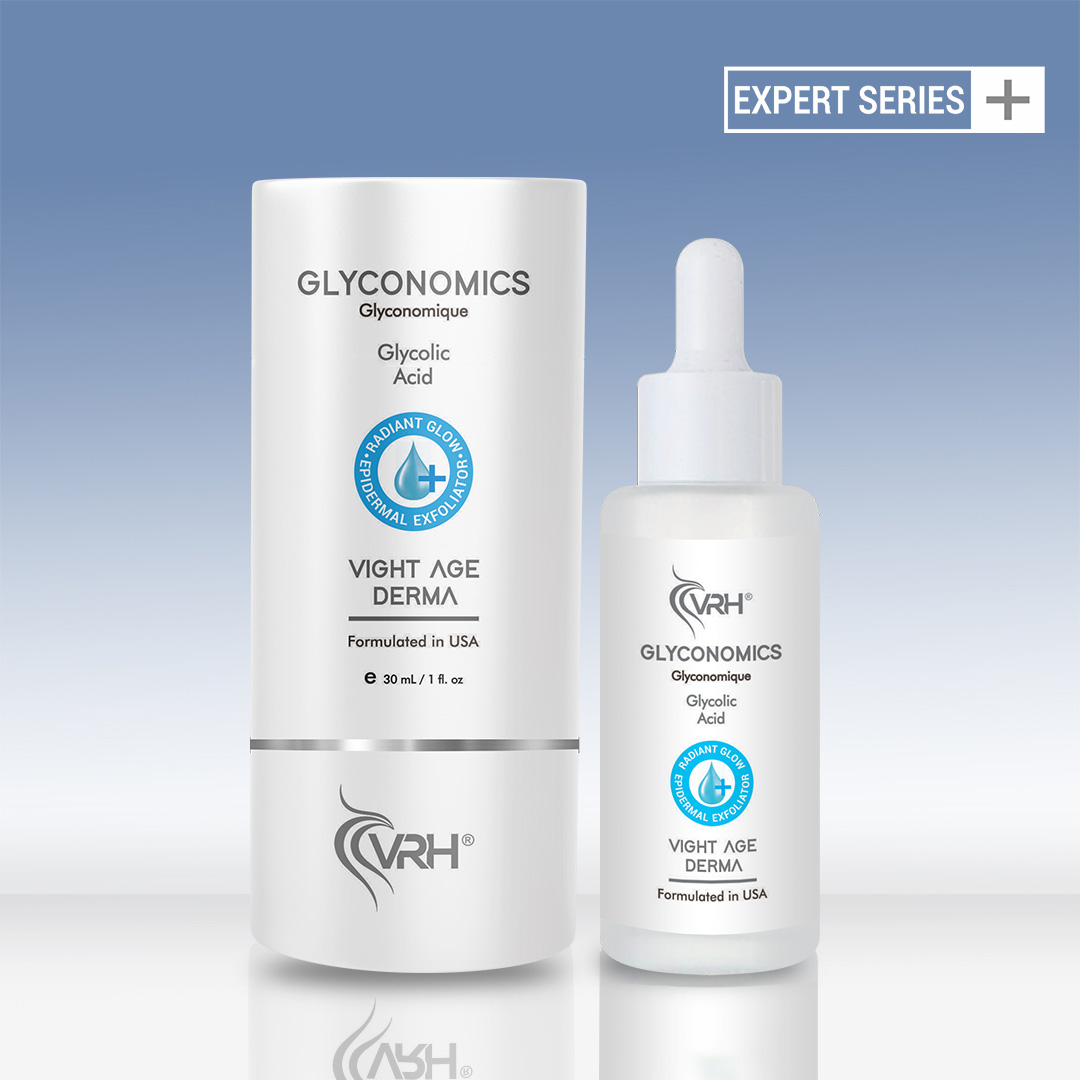 EXPERT SERIES +
GLYCONOMICS
Glyconomique
Glycolic
Acid
• RADIANT GLOW •
EPIDERMAL EXFOLIATOR
VIGHT AGE
DERMA
Formulated in USA
e 30 mL / 1 fl. oz
VRH®
VRH®
GLYCONOMICS
Glyconomique
Glycolic
Acid
RADIANT GLOW
EPIDERMAL EXFOLIATOR
VIGHT AGE
DERMA
Formulated in USA